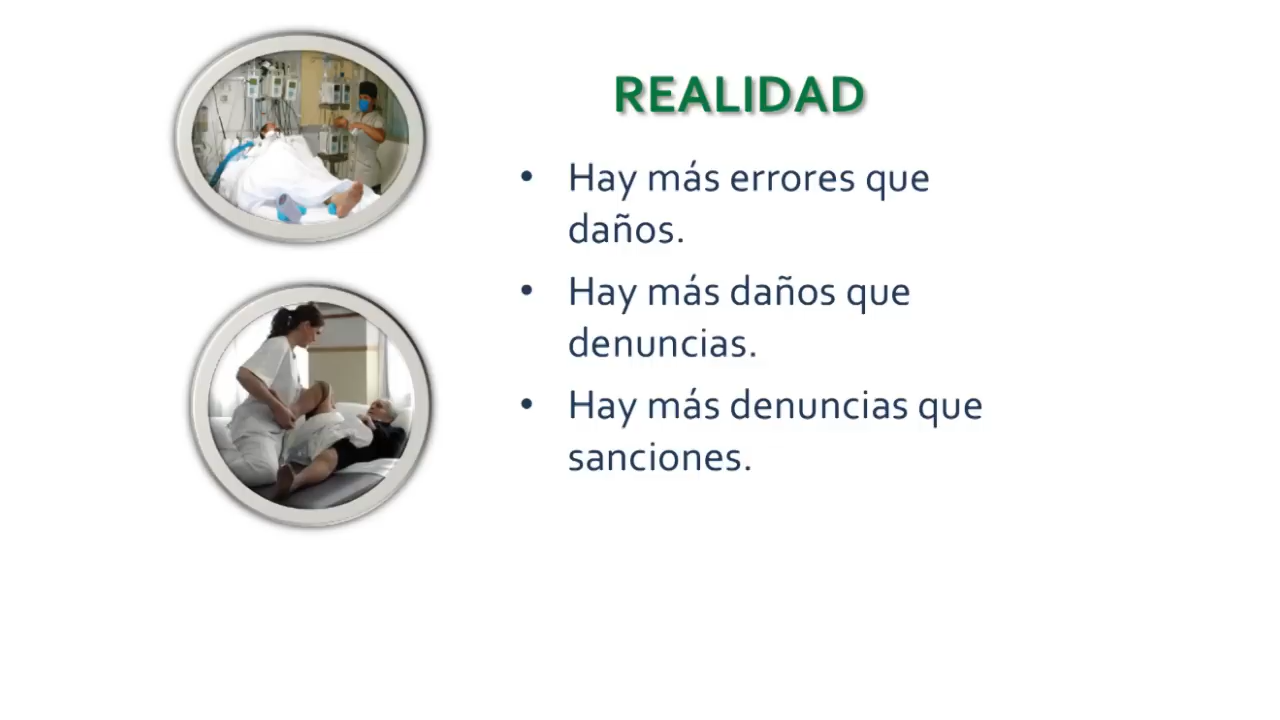 REALIDAD
• Hay más errores que
daños.
• Hay más daños que
denuncias.
• Hay más denuncias que
sanciones.